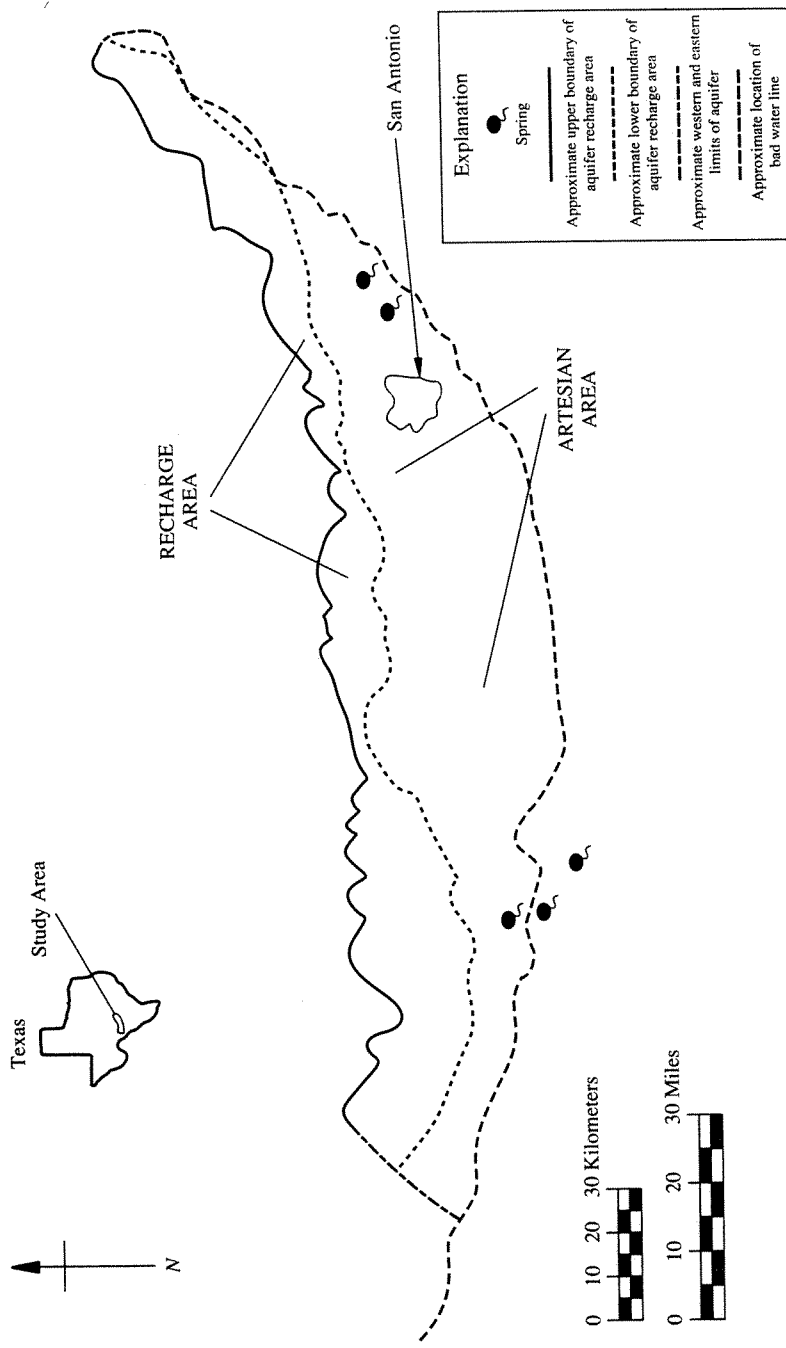 Texas
Study Area
N
RECHARGE
AREA
San Antonio
ARTESIAN
AREA
0 10 20 30 Kilometers
0 10 20 30 Miles
Explanation
Spring
Approximate upper boundary of
aquifer recharge area
Approximate lower boundary of
aquifer recharge area
Approximate western and eastern
limits of aquifer
Approximate location of
bad water line